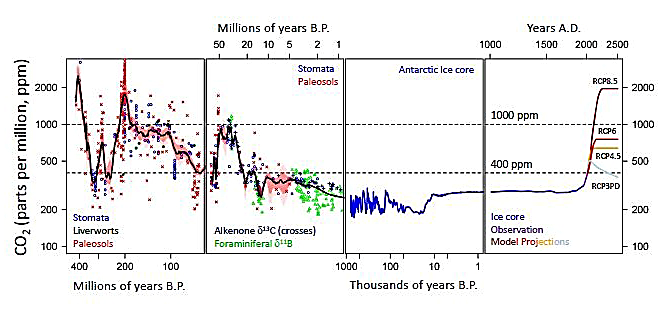 Millions of years B.P.
Years A.D.
50 20 10 5 2 1
1000 1500 2000 2500
Stomata
Paleosols
Antarctic Ice core
RCP8.5
2000
2000
1000 ppm
1000
1000
RCP6
RCP4.5
500
500
400 ppm
RCP3PD
200
200
Stomata
Liverworts
Paleosols
Alkenone δ¹³C (crosses)
Foraminiferal δ¹¹B
Ice core
Observation
Model Projections
100
100
CO₂ (parts per million, ppm)
400 200 100
1000 100 10 1
Millions of years B.P.
Thousands of years B.P.